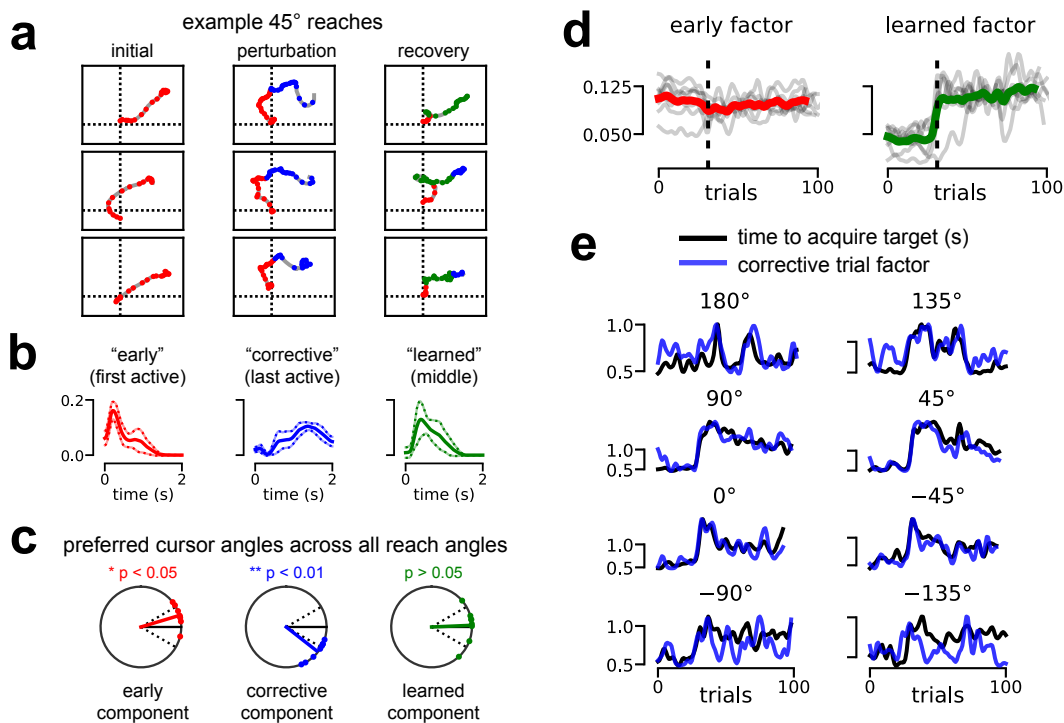 a
example 45° reaches
initial
perturbation
recovery
b
“early”
(first active)
“corrective”
(last active)
“learned”
(middle)
0.2
0.0
0
2
time (s)
0
2
time (s)
0
2
time (s)
c
preferred cursor angles across all reach angles
* p < 0.05
** p < 0.01
p > 0.05
early
component
corrective
component
learned
component
d
early factor
learned factor
0.125
0.050
0
100
trials
0
100
trials
e
time to acquire target (s)
corrective trial factor
180°
135°
1.0
0.5
90°
45°
1.0
0.5
0°
−45°
1.0
0.5
−90°
−135°
1.0
0.5
0
100
trials
0
100
trials